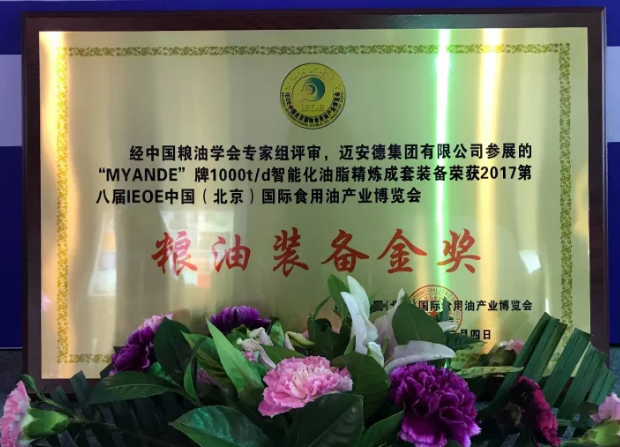 IEOE
经中国粮油学会专家组评审，迈安德集团有限公司参展的
“MYANDE”牌1000t/d智能化油脂精炼成套装备荣获2017第
八届IEOE中国（北京）国际食用油产业博览会
粮油装备金奖
国际食用油产业博览会
月四日